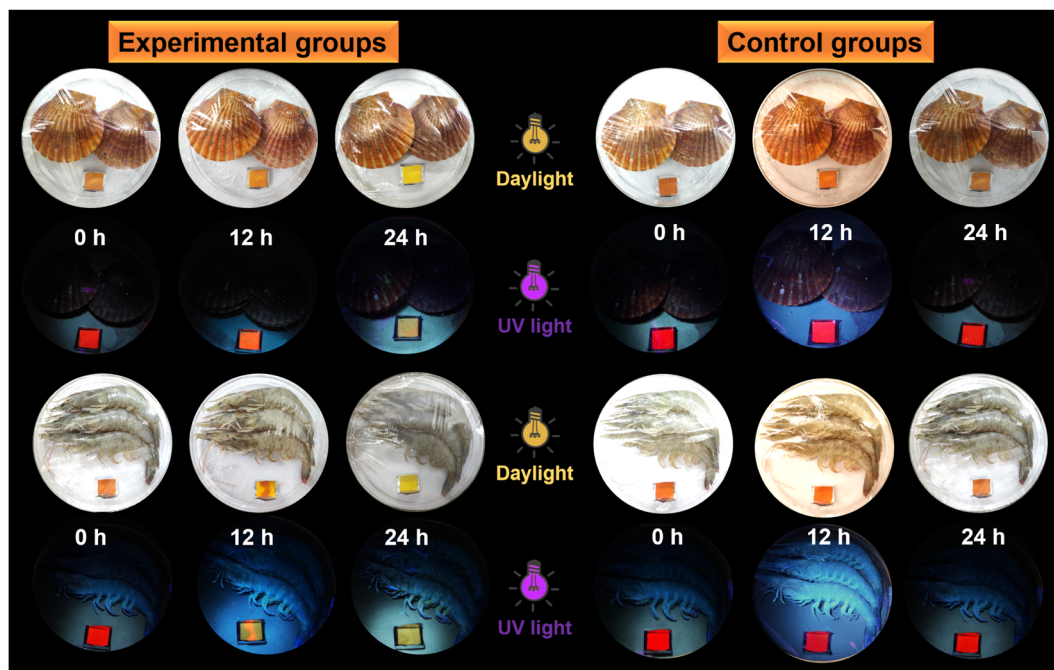 Experimental groups
Control groups
Daylight
0 h
12 h
24 h
0 h
12 h
24 h
UV light
Daylight
0 h
12 h
24 h
0 h
12 h
24 h
UV light